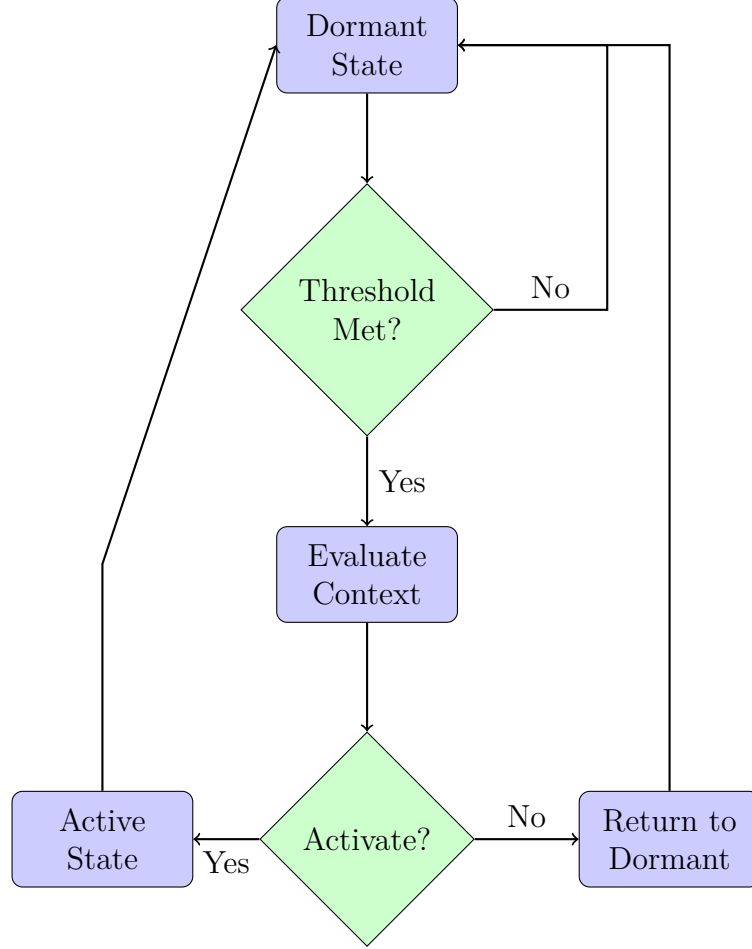 Dormant
State
Threshold
Met?
No
Yes
Evaluate
Context
Active
State
Yes
Activate?
No
Return to
Dormant